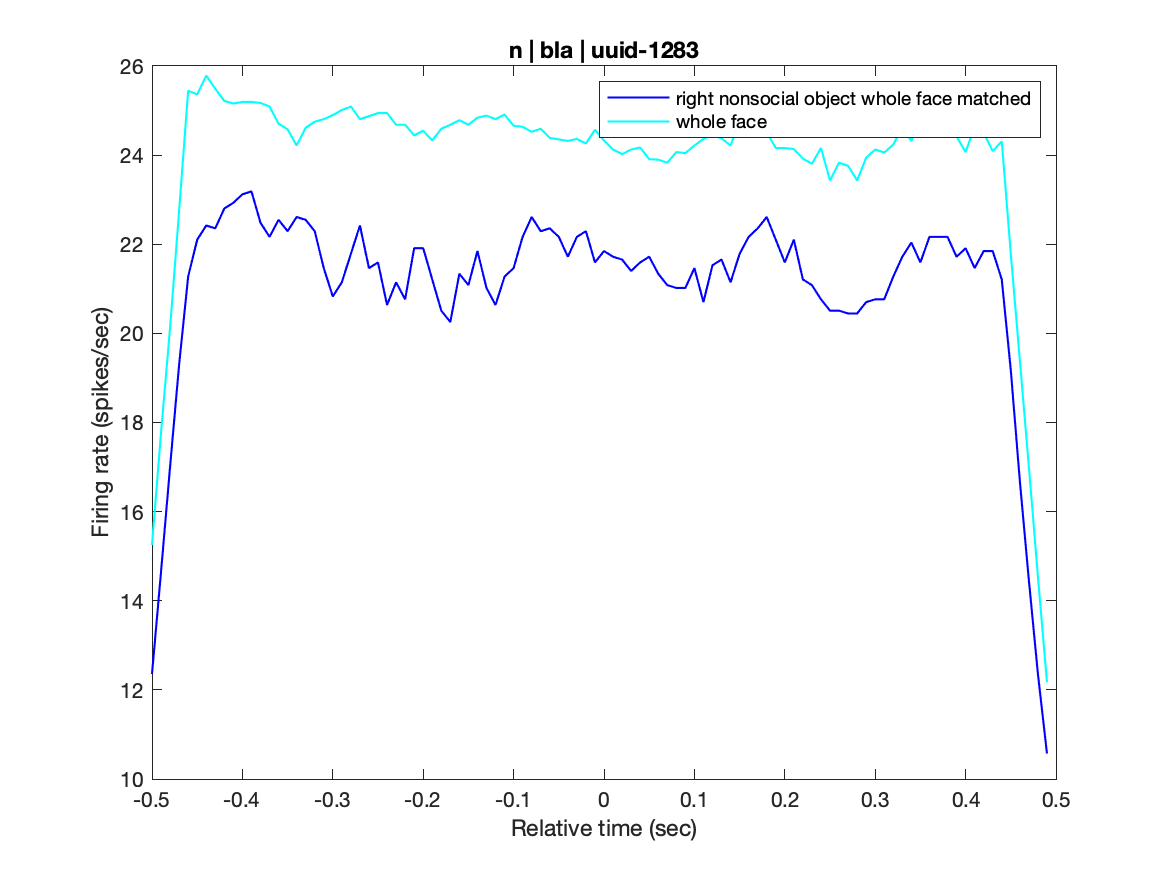 n | bla | uuid-1283
right nonsocial object whole face matched
whole face
Firing rate (spikes/sec)
26
24
22
20
18
16
14
12
10
-0.5 -0.4 -0.3 -0.2 -0.1 0 0.1 0.2 0.3 0.4 0.5
Relative time (sec)